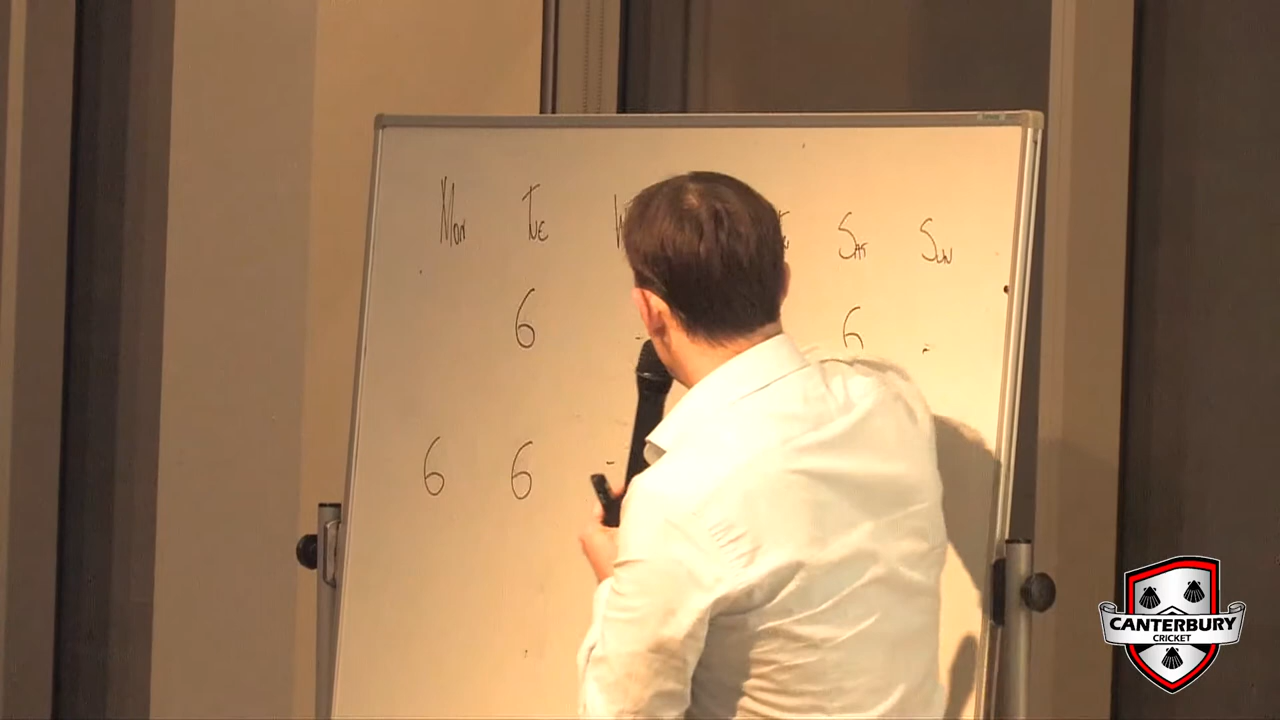 Mon Tue Sat Sun
6 - 6 -
6 6 -
CANTERBURY
CRICKET